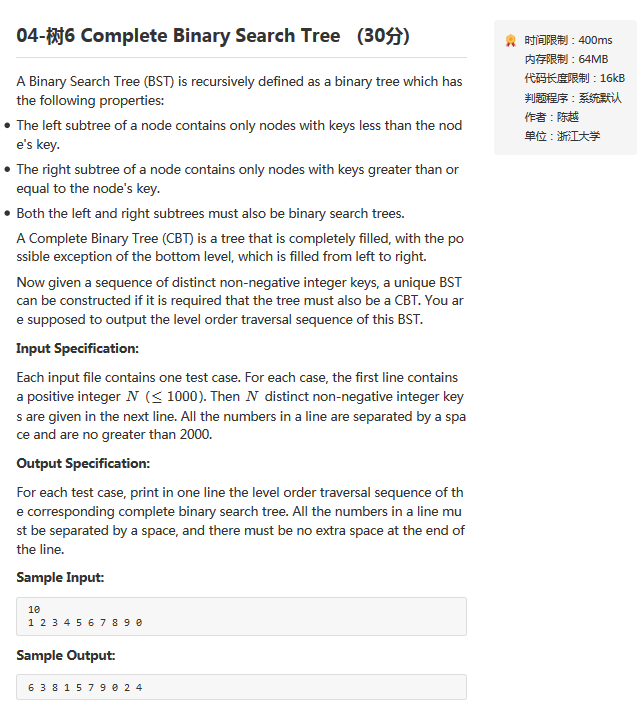 04-树6 Complete Binary Search Tree (30分)
时间限制：400ms
内存限制：64MB
代码长度限制：16kB
判题程序：系统默认
作者：陈越
单位：浙江大学
A Binary Search Tree (BST) is recursively defined as a binary tree which has
the following properties:
• The left subtree of a node contains only nodes with keys less than the nod
e's key.
• The right subtree of a node contains only nodes with keys greater than or
equal to the node's key.
• Both the left and right subtrees must also be binary search trees.
A Complete Binary Tree (CBT) is a tree that is completely filled, with the po
ssible exception of the bottom level, which is filled from left to right.
Now given a sequence of distinct non-negative integer keys, a unique BST
can be constructed if it is required that the tree must also be a CBT. You ar
e supposed to output the level order traversal sequence of this BST.
Input Specification:
Each input file contains one test case. For each case, the first line contains
a positive integer N (≤ 1000). Then N distinct non-negative integer key
s are given in the next line. All the numbers in a line are separated by a spa
ce and are no greater than 2000.
Output Specification:
For each test case, print in one line the level order traversal sequence of th
e corresponding complete binary search tree. All the numbers in a line mu
st be separated by a space, and there must be no extra space at the end of
the line.
Sample Input:
10
1 2 3 4 5 6 7 8 9 0
Sample Output:
6 3 8 1 5 7 9 0 2 4